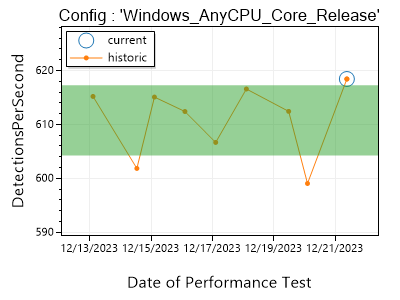 Config : 'Windows_AnyCPU_Core_Release'
current
historic
DetectionsPerSecond
620
610
600
590
12/13/2023 12/15/2023 12/17/2023 12/19/2023 12/21/2023
Date of Performance Test